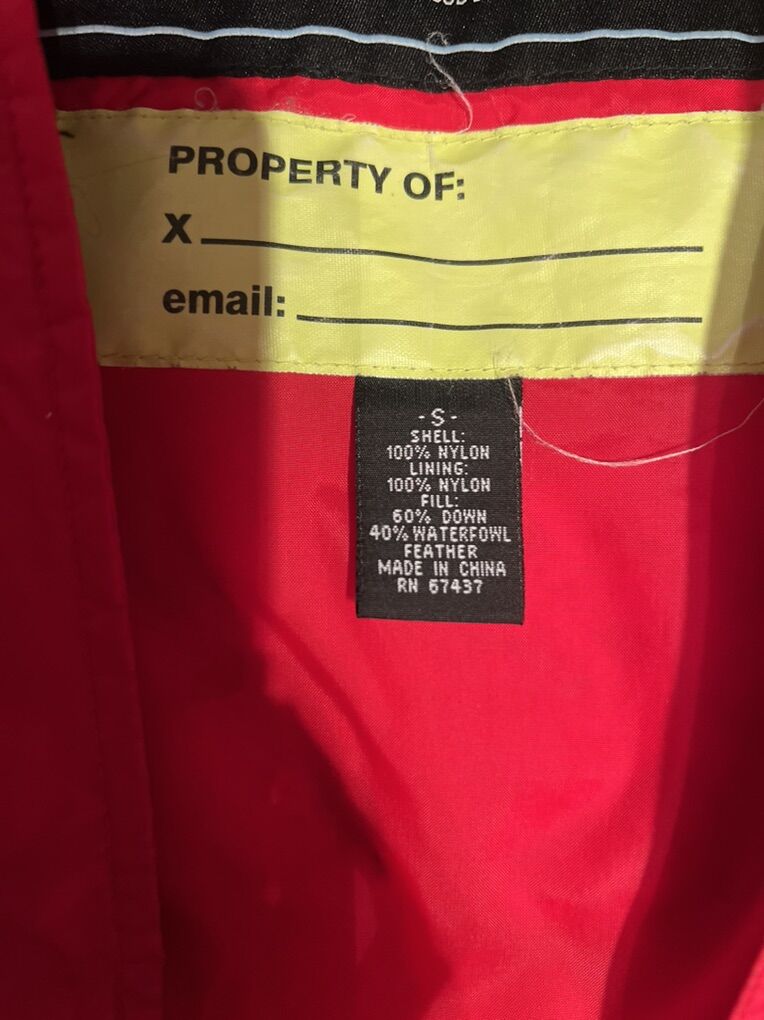 PROPERTY OF:
X
email:
-S-
SHELL:
100% NYLON
LINING:
100% NYLON
FILL:
60% DOWN
40% WATERFOWL
FEATHER
MADE IN CHINA
RN 67437